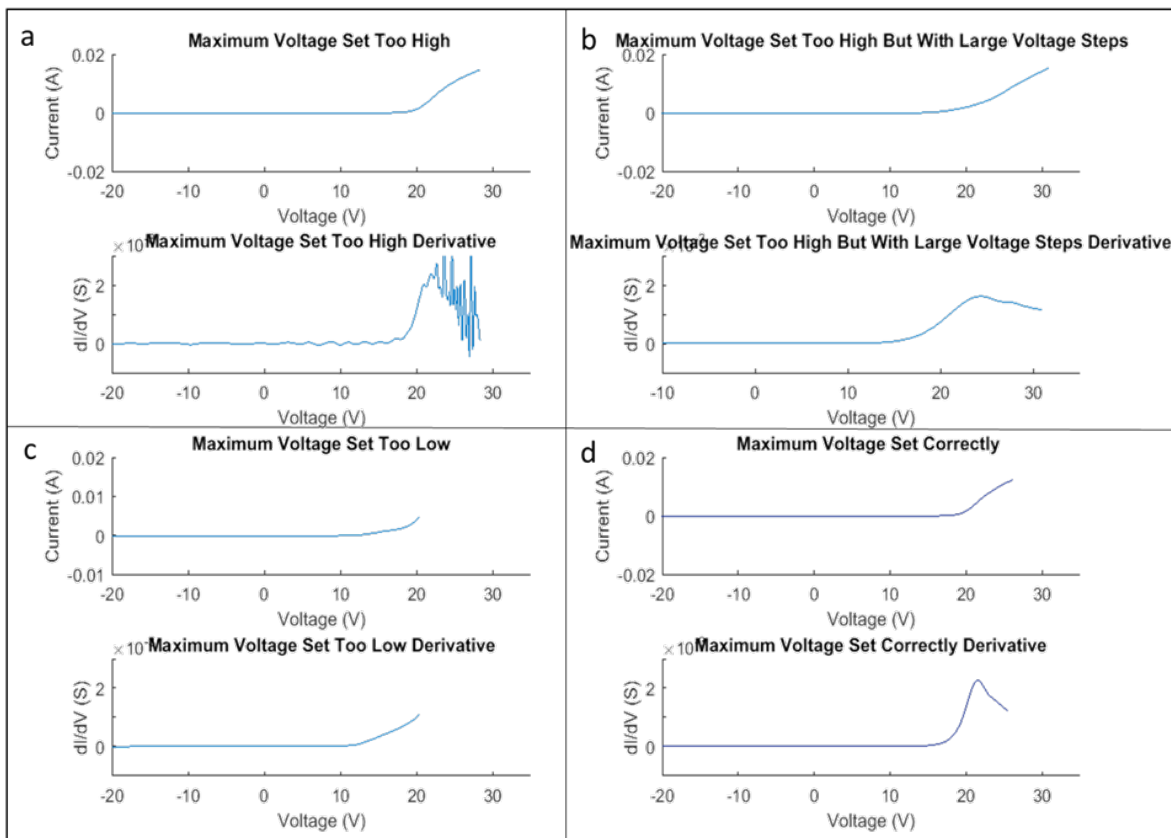 a
Maximum Voltage Set Too High
0.02
0
-0.02
Current (A)
-20 -10 0 10 20 30
Voltage (V)
Maximum Voltage Set Too High Derivative
2
0
dI/dV (S)
-20 -10 0 10 20 30
Voltage (V)
b
Maximum Voltage Set Too High But With Large Voltage Steps
0.02
0
-0.02
Current (A)
-20 -10 0 10 20 30
Voltage (V)
Maximum Voltage Set Too High But With Large Voltage Steps Derivative
2
0
dI/dV (S)
-10 0 10 20 30
Voltage (V)
c
Maximum Voltage Set Too Low
0.02
0.01
0
-0.01
Current (A)
-20 -10 0 10 20 30
Voltage (V)
Maximum Voltage Set Too Low Derivative
2
0
dI/dV (S)
-20 -10 0 10 20 30
Voltage (V)
d
Maximum Voltage Set Correctly
0.02
0
-0.02
Current (A)
-20 -10 0 10 20 30
Voltage (V)
Maximum Voltage Set Correctly Derivative
2
0
dI/dV (S)
-20 -10 0 10 20 30
Voltage (V)